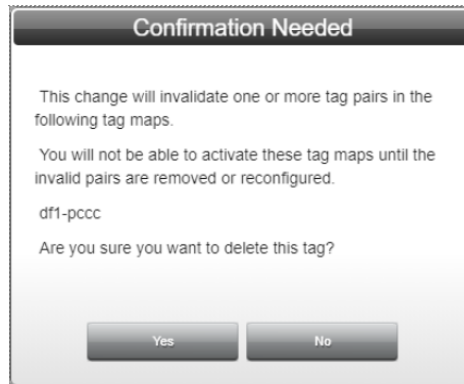 Confirmation Needed
This change will invalidate one or more tag pairs in the
following tag maps.
You will not be able to activate these tag maps until the
invalid pairs are removed or reconfigured.
df1-pccc
Are you sure you want to delete this tag?
Yes
No